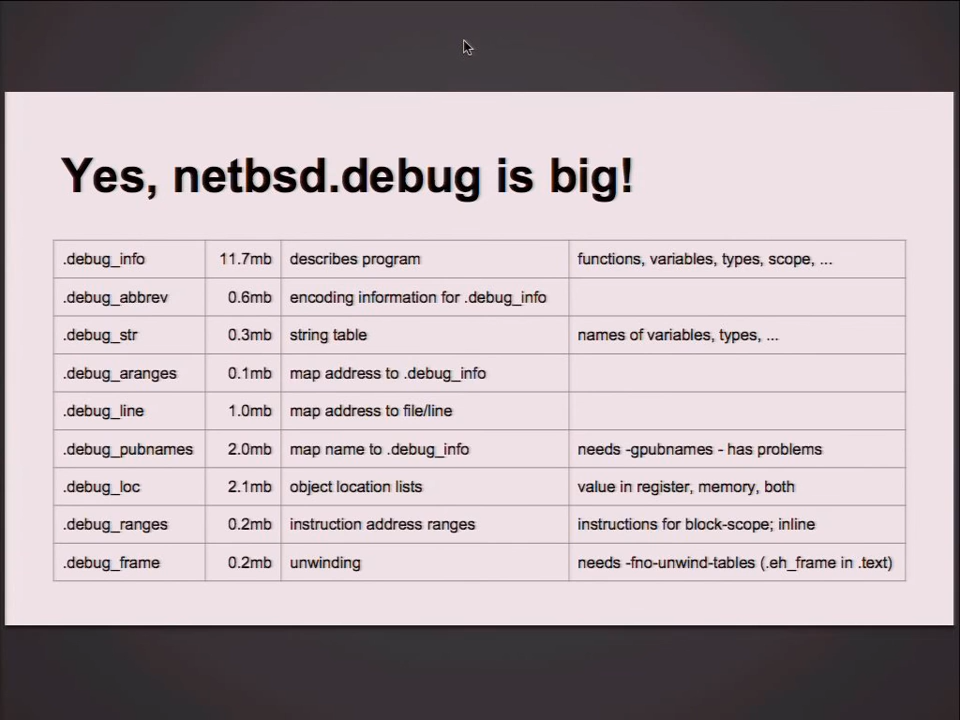 Yes, netbsd.debug is big!
.debug_info 11.7mb describes program functions, variables, types, scope, ...
.debug_abbrev 0.6mb encoding information for .debug_info
.debug_str 0.3mb string table names of variables, types, ...
.debug_aranges 0.1mb map address to .debug_info
.debug_line 1.0mb map address to file/line
.debug_pubnames 2.0mb map name to .debug_info needs -gpubnames - has problems
.debug_loc 2.1mb object location lists value in register, memory, both
.debug_ranges 0.2mb instruction address ranges instructions for block-scope; inline
.debug_frame 0.2mb unwinding needs -fno-unwind-tables (.eh_frame in .text)